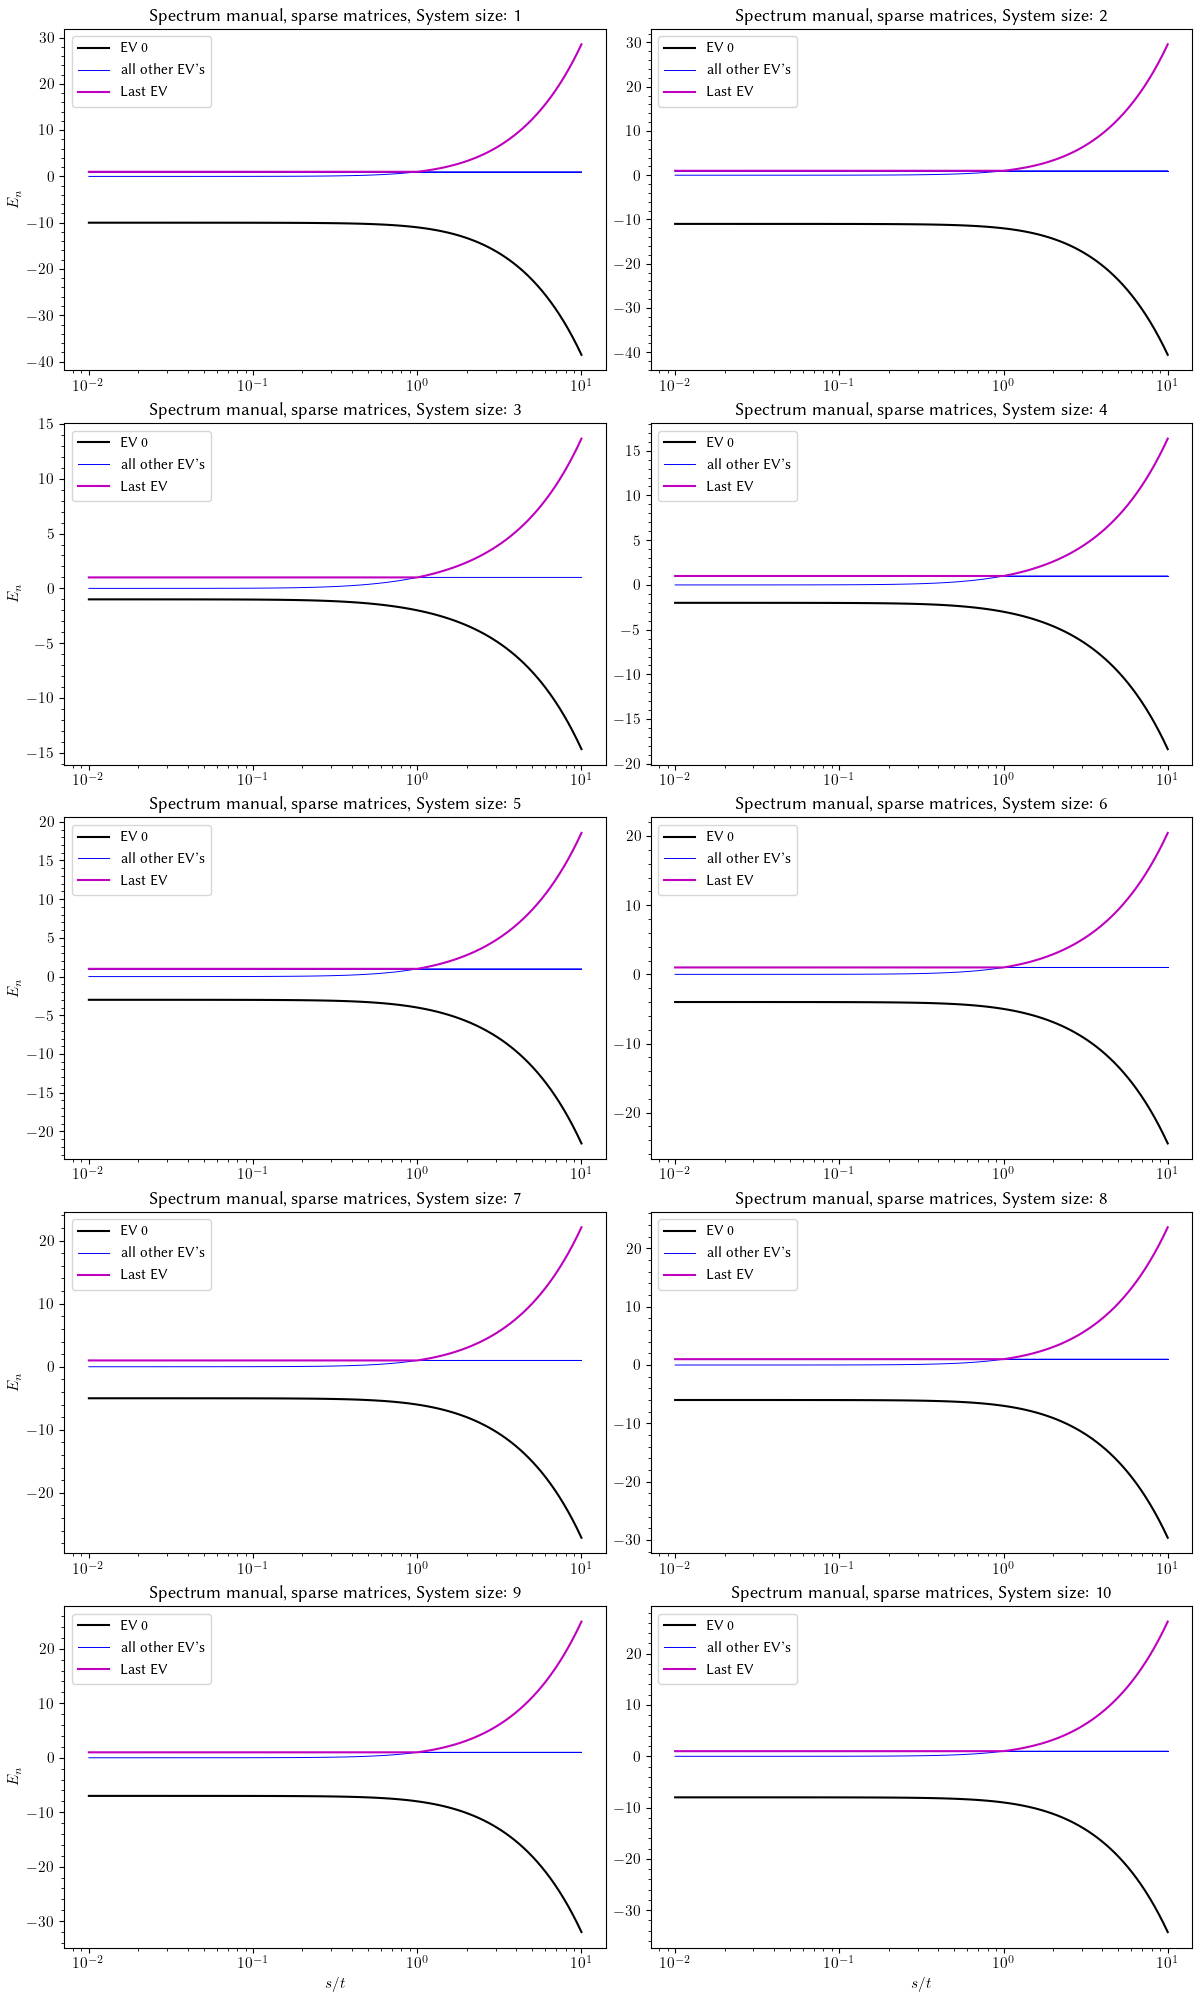 Spectrum manual, sparse matrices, System size: 1
EV 0
all other EV's
Last EV
30
20
10
0
−10
−20
−30
−40
E_n
10^{-2} 10^{-1} 10^0 10^1
Spectrum manual, sparse matrices, System size: 2
EV 0
all other EV's
Last EV
30
20
10
0
−10
−20
−30
−40
10^{-2} 10^{-1} 10^0 10^1
Spectrum manual, sparse matrices, System size: 3
EV 0
all other EV's
Last EV
15
10
5
0
−5
−10
−15
E_n
10^{-2} 10^{-1} 10^0 10^1
Spectrum manual, sparse matrices, System size: 4
EV 0
all other EV's
Last EV
15
10
5
0
−5
−10
−15
−20
10^{-2} 10^{-1} 10^0 10^1
Spectrum manual, sparse matrices, System size: 5
EV 0
all other EV's
Last EV
20
15
10
5
0
−5
−10
−15
−20
E_n
10^{-2} 10^{-1} 10^0 10^1
Spectrum manual, sparse matrices, System size: 6
EV 0
all other EV's
Last EV
20
10
0
−10
−20
10^{-2} 10^{-1} 10^0 10^1
Spectrum manual, sparse matrices, System size: 7
EV 0
all other EV's
Last EV
20
10
0
−10
−20
E_n
10^{-2} 10^{-1} 10^0 10^1
Spectrum manual, sparse matrices, System size: 8
EV 0
all other EV's
Last EV
20
10
0
−10
−20
−30
10^{-2} 10^{-1} 10^0 10^1
Spectrum manual, sparse matrices, System size: 9
EV 0
all other EV's
Last EV
20
10
0
−10
−20
−30
E_n
10^{-2} 10^{-1} 10^0 10^1
s/t
Spectrum manual, sparse matrices, System size: 10
EV 0
all other EV's
Last EV
20
10
0
−10
−20
−30
10^{-2} 10^{-1} 10^0 10^1
s/t